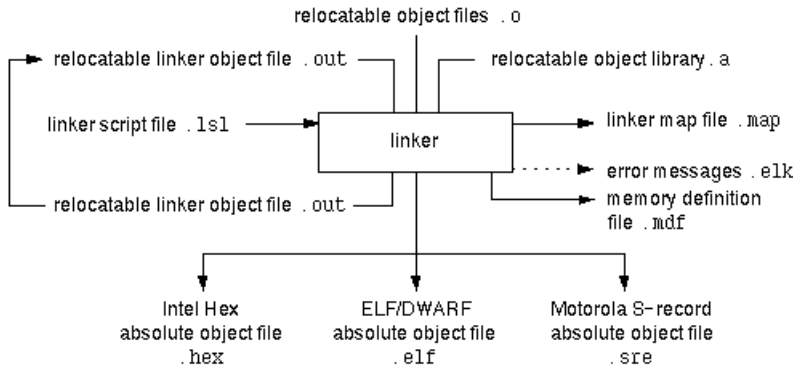 relocatable object files .o
relocatable linker object file .out
relocatable object library .a
linker script file .lsl
linker
linker map file .map
error messages .elk
relocatable linker object file .out
memory definition
file .mdf
Intel Hex
absolute object file
.hex
ELF/DWARF
absolute object file
.elf
Motorola S-record
absolute object file
.sre